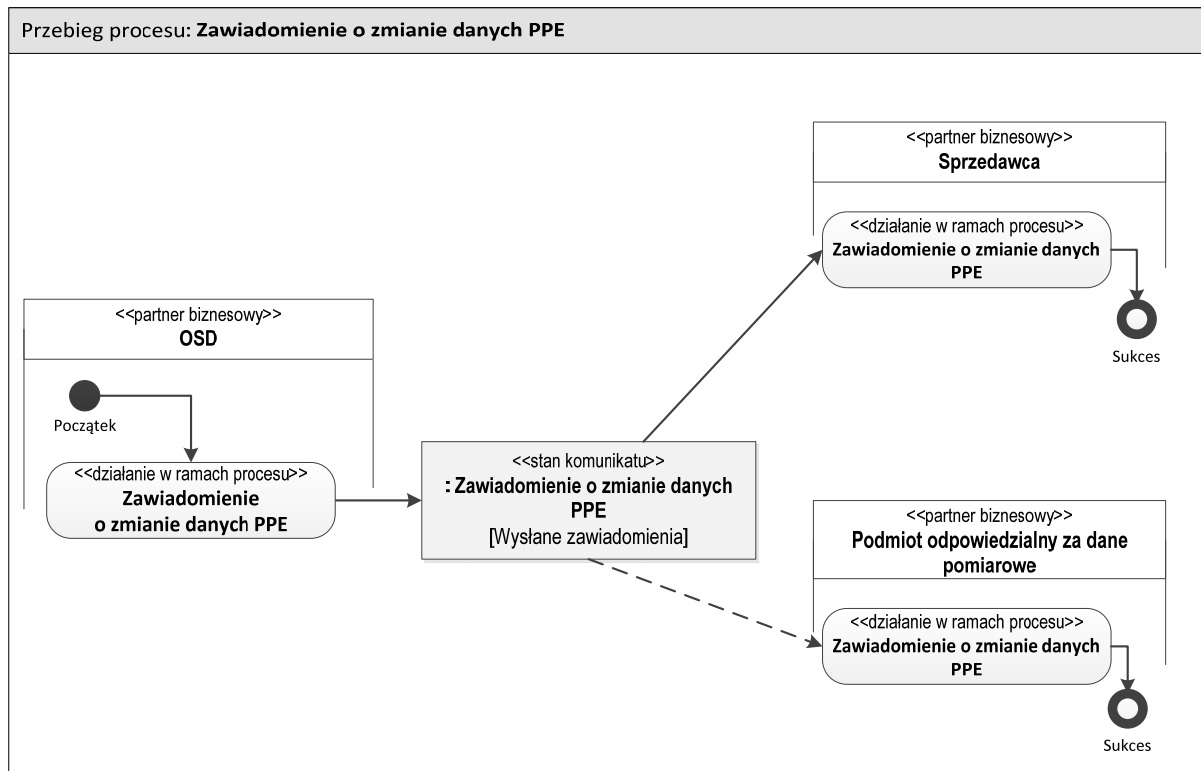 Przebieg procesu: Zawiadomienie o zmianie danych PPE
<<partner biznesowy>>
Sprzedawca
<<działanie w ramach procesu>>
Zawiadomienie o zmianie danych
PPE
Sukces
<<partner biznesowy>>
OSD
Początek
<<działanie w ramach procesu>>
Zawiadomienie
o zmianie danych PPE
<<stan komunikatu>>
: Zawiadomienie o zmianie danych
PPE
[Wysłane zawiadomienia]
<<partner biznesowy>>
Podmiot odpowiedzialny za dane
pomiarowe
<<działanie w ramach procesu>>
Zawiadomienie o zmianie danych
PPE
Sukces